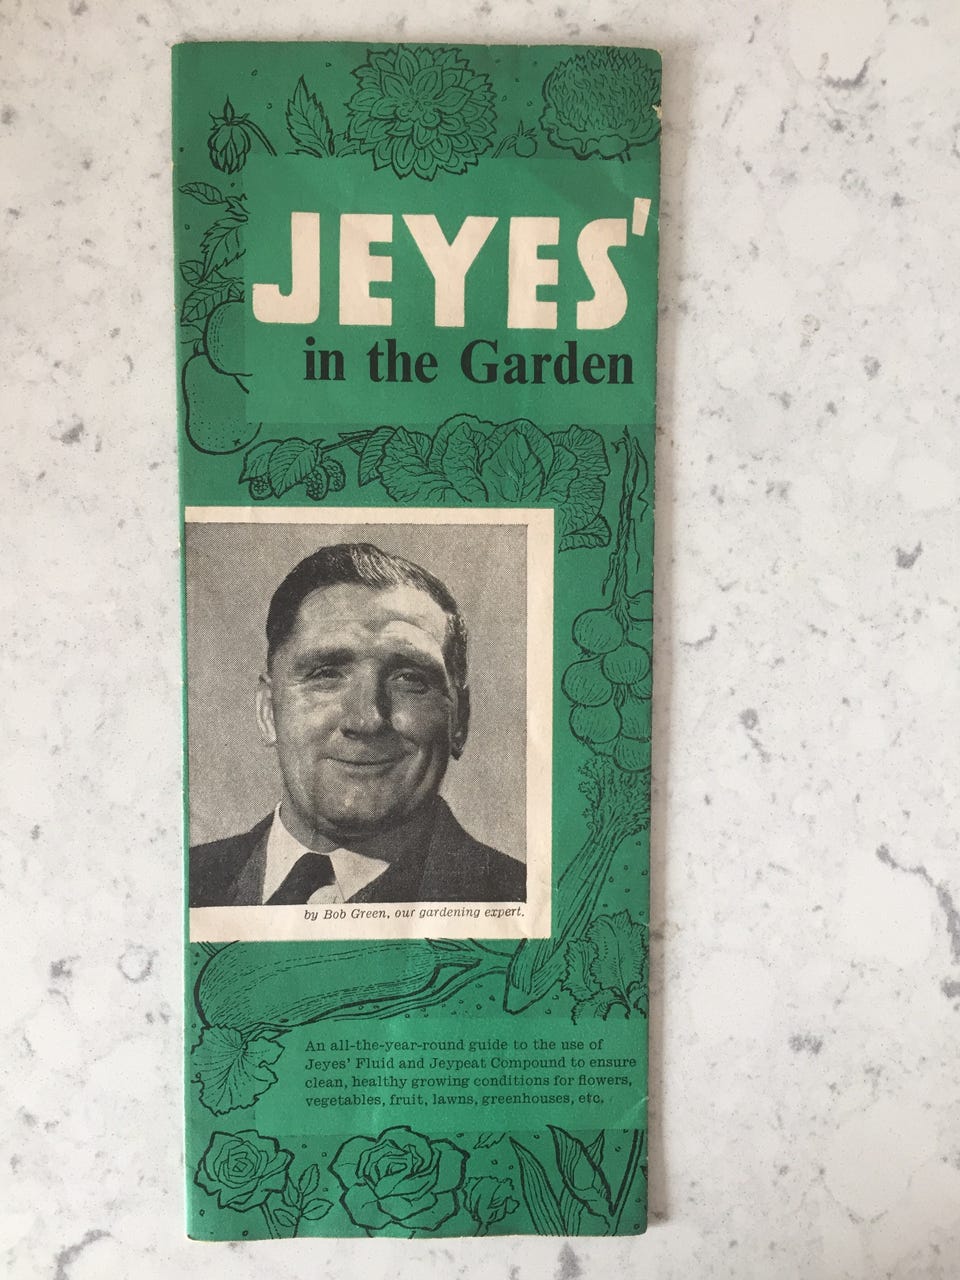 JEYES'
in the Garden
by Bob Green, our gardening expert.
An all-the-year-round guide to the use of
Jeyes' Fluid and Jeypeat Compound to ensure
clean, healthy growing conditions for flowers,
vegetables, fruit, lawns, greenhouses, etc.